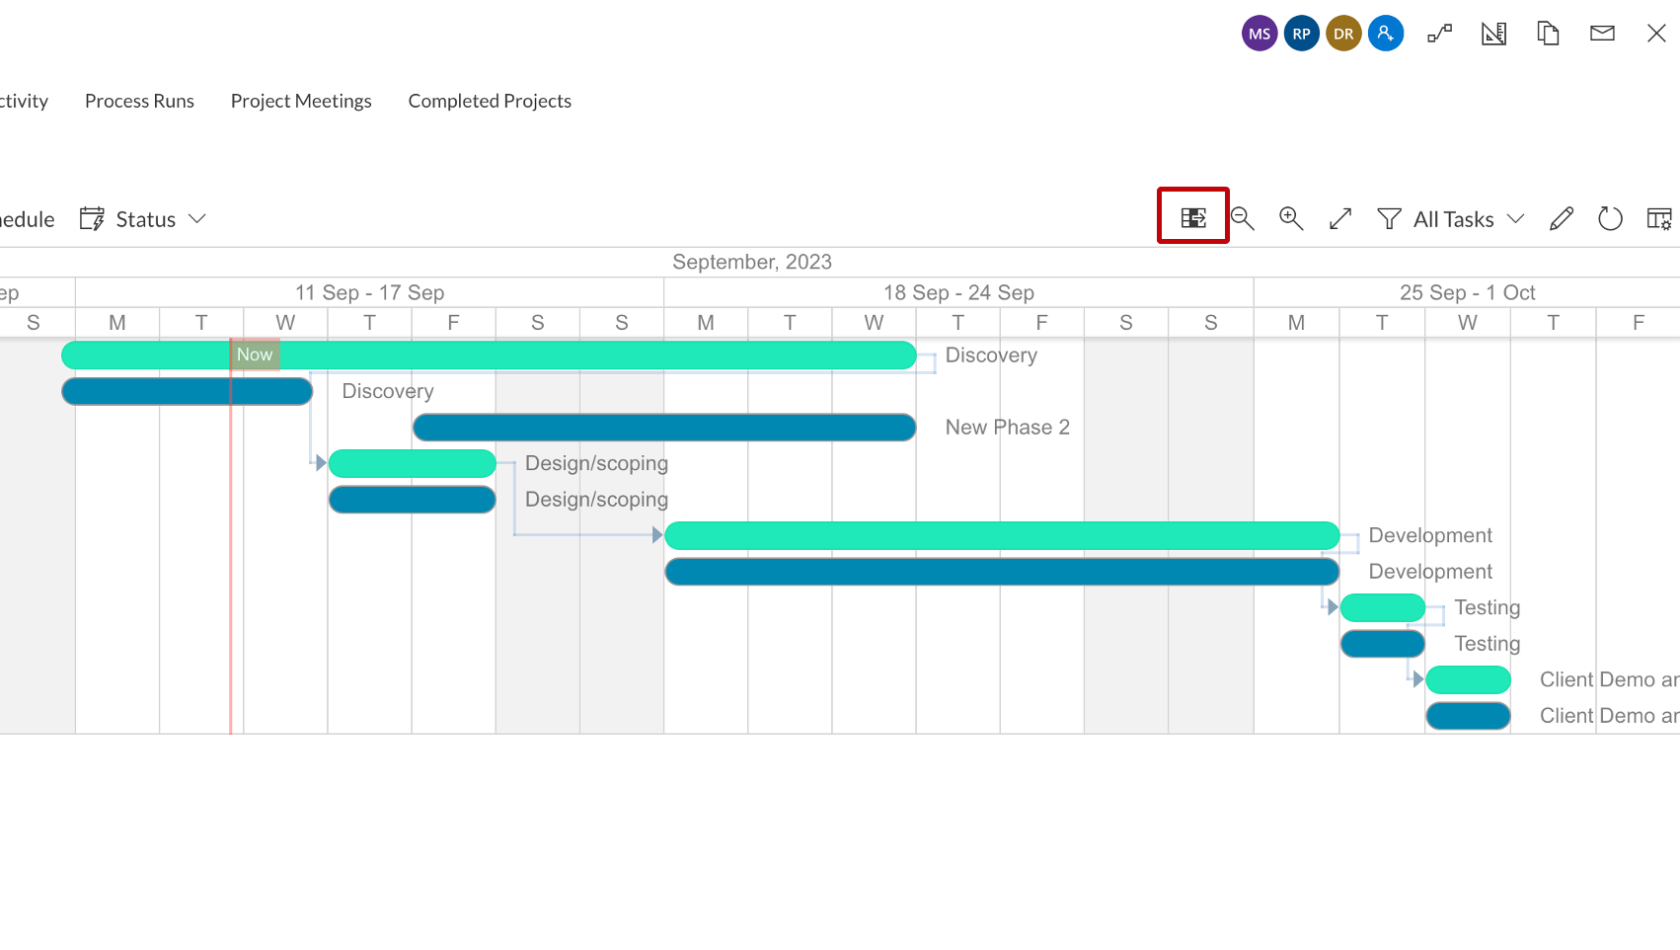 MS RP DR
ctivity Process Runs Project Meetings Completed Projects
edule Status All Tasks
September, 2023
ep 11 Sep - 17 Sep 18 Sep - 24 Sep 25 Sep - 1 Oct
S M T W T F S S M T W T F S S M T W T F
Now Discovery
Discovery
New Phase 2
Design/scoping
Design/scoping
Development
Development
Testing
Testing
Client Demo an
Client Demo an